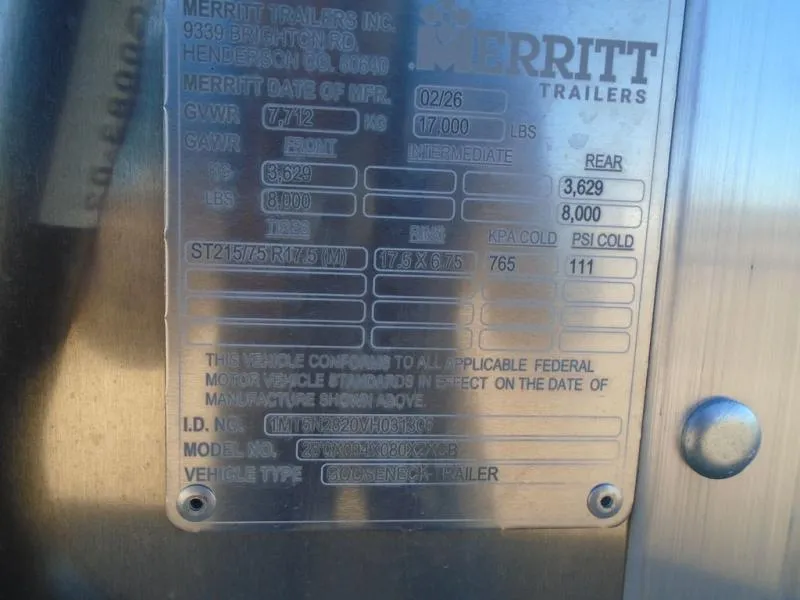 MERRITT TRAILERS INC.
9339 BRIGHTON RD.
HENDERSON CO. 80640
MERRITT
TRAILERS
MERRITT DATE OF MFR. 02/26
GVWR 7,712 KG 17,000 LBS
GAWR FRONT INTERMEDIATE REAR
KG 3,629 3,629
LBS 8,000 8,000
TIRES RIMS KPA COLD PSI COLD
ST215/75 R17.5 (M) 17.5 X 6.75 765 111
THIS VEHICLE CONFORMS TO ALL APPLICABLE FEDERAL
MOTOR VEHICLE STANDARDS IN EFFECT ON THE DATE OF
MANUFACTURE SHOWN ABOVE.
I.D. NO.
MODEL NO.
VEHICLE TYPE GOOSENECK TRAILER